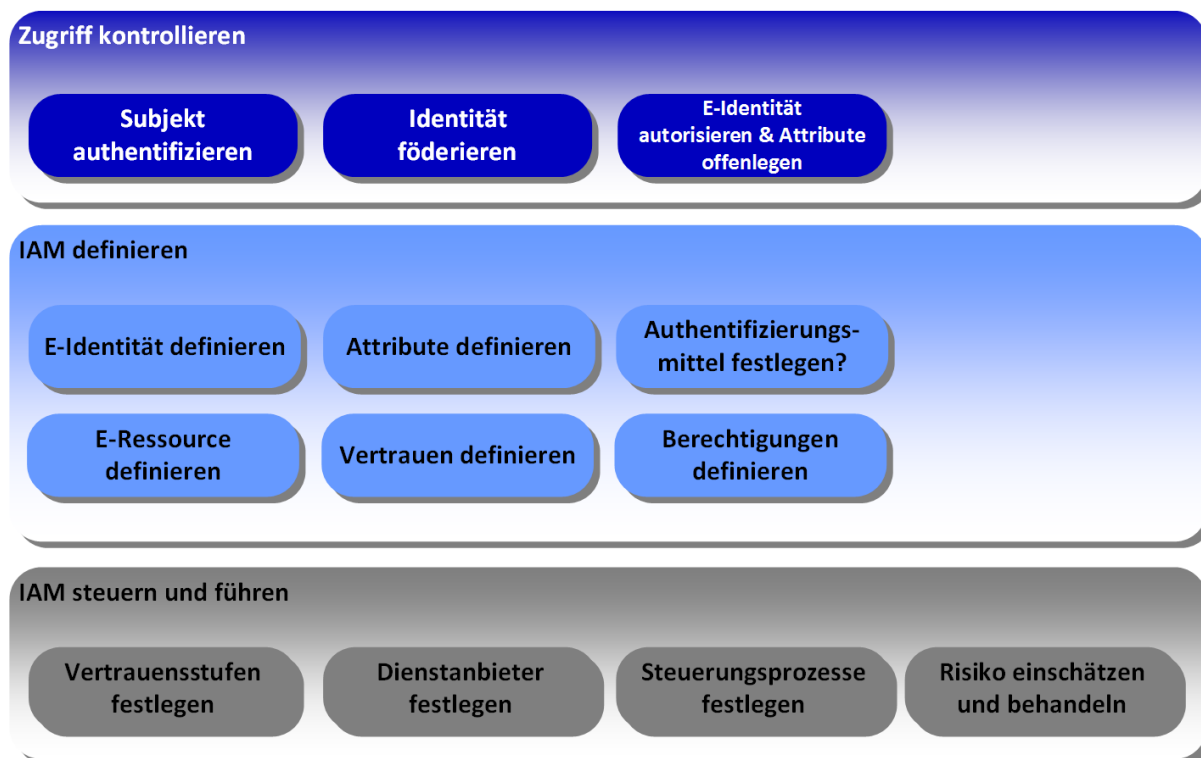 Zugriff kontrollieren
Subjekt
authentifizieren
Identität
föderieren
E-Identität
autorisieren & Attribute
offenlegen
IAM definieren
E-Identität definieren
Attribute definieren
Authentifizierungs-
mittel festlegen?
E-Ressource
definieren
Vertrauen definieren
Berechtigungen
definieren
IAM steuern und führen
Vertrauensstufen
festlegen
Dienstanbieter
festlegen
Steuerungsprozesse
festlegen
Risiko einschätzen
und behandeln